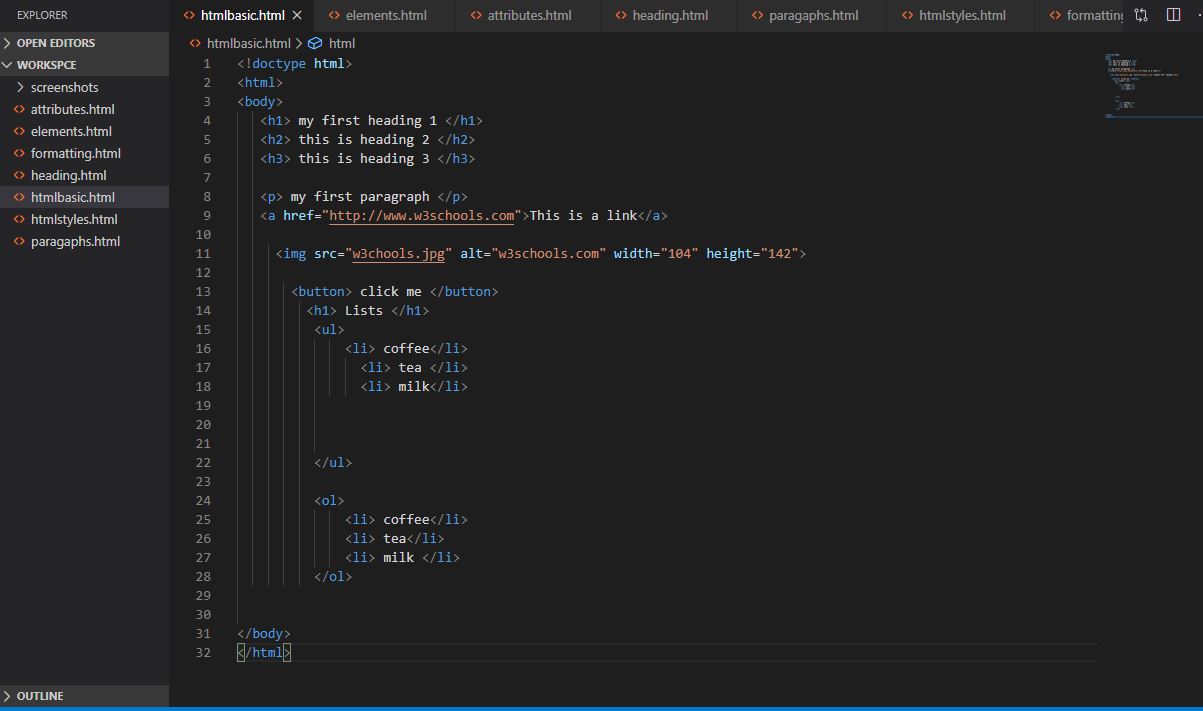 EXPLORER
OPEN EDITORS
WORKSPCE
screenshots
attributes.html
elements.html
formatting.html
heading.html
htmlbasic.html
htmlstyles.html
paragaphs.html
OUTLINE
htmlbasic.html elements.html attributes.html heading.html paragaphs.html htmlstyles.html formatting
htmlbasic.html > html
1 <!doctype html>
2 <html>
3 <body>
4 <h1> my first heading 1 </h1>
5 <h2> this is heading 2 </h2>
6 <h3> this is heading 3 </h3>
7
8 <p> my first paragraph </p>
9 <a href="http://www.w3schools.com">This is a link</a>
10
11 <img src="w3chools.jpg" alt="w3schools.com" width="104" height="142">
12
13 <button> click me </button>
14 <h1> Lists </h1>
15 <ul>
16 <li> coffee</li>
17 <li> tea </li>
18 <li> milk</li>
19
20
21
22 </ul>
23
24 <ol>
25 <li> coffee</li>
26 <li> tea</li>
27 <li> milk </li>
28 </ol>
29
30
31 </body>
32 </html>